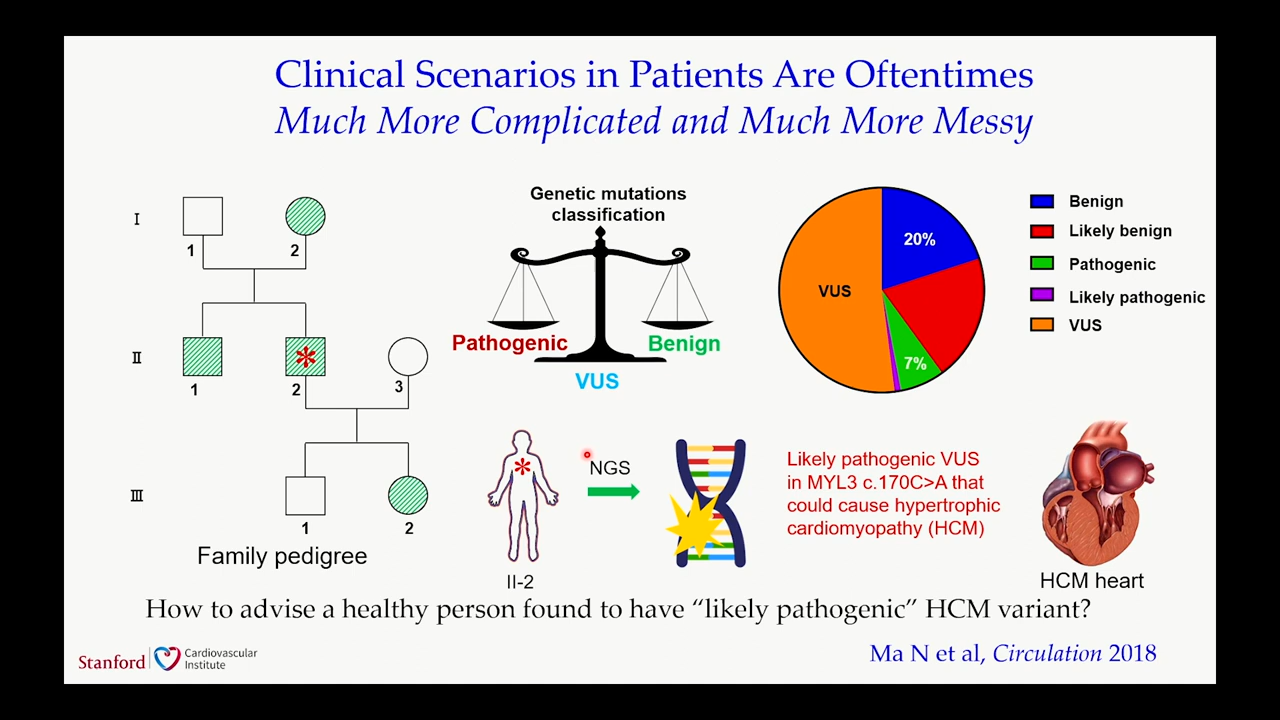 Clinical Scenarios in Patients Are Oftentimes
Much More Complicated and Much More Messy
I
1
2
II
1
2
3
III
1
2
Family pedigree
Genetic mutations
classification
Pathogenic
Benign
VUS
20%
VUS
7%
Benign
Likely benign
Pathogenic
Likely pathogenic
VUS
*
*
NGS
II-2
Likely pathogenic VUS
in MYL3 c.170C>A that
could cause hypertrophic
cardiomyopathy (HCM)
HCM heart
How to advise a healthy person found to have “likely pathogenic” HCM variant?
Stanford
Cardiovascular
Institute
Ma N et al, Circulation 2018